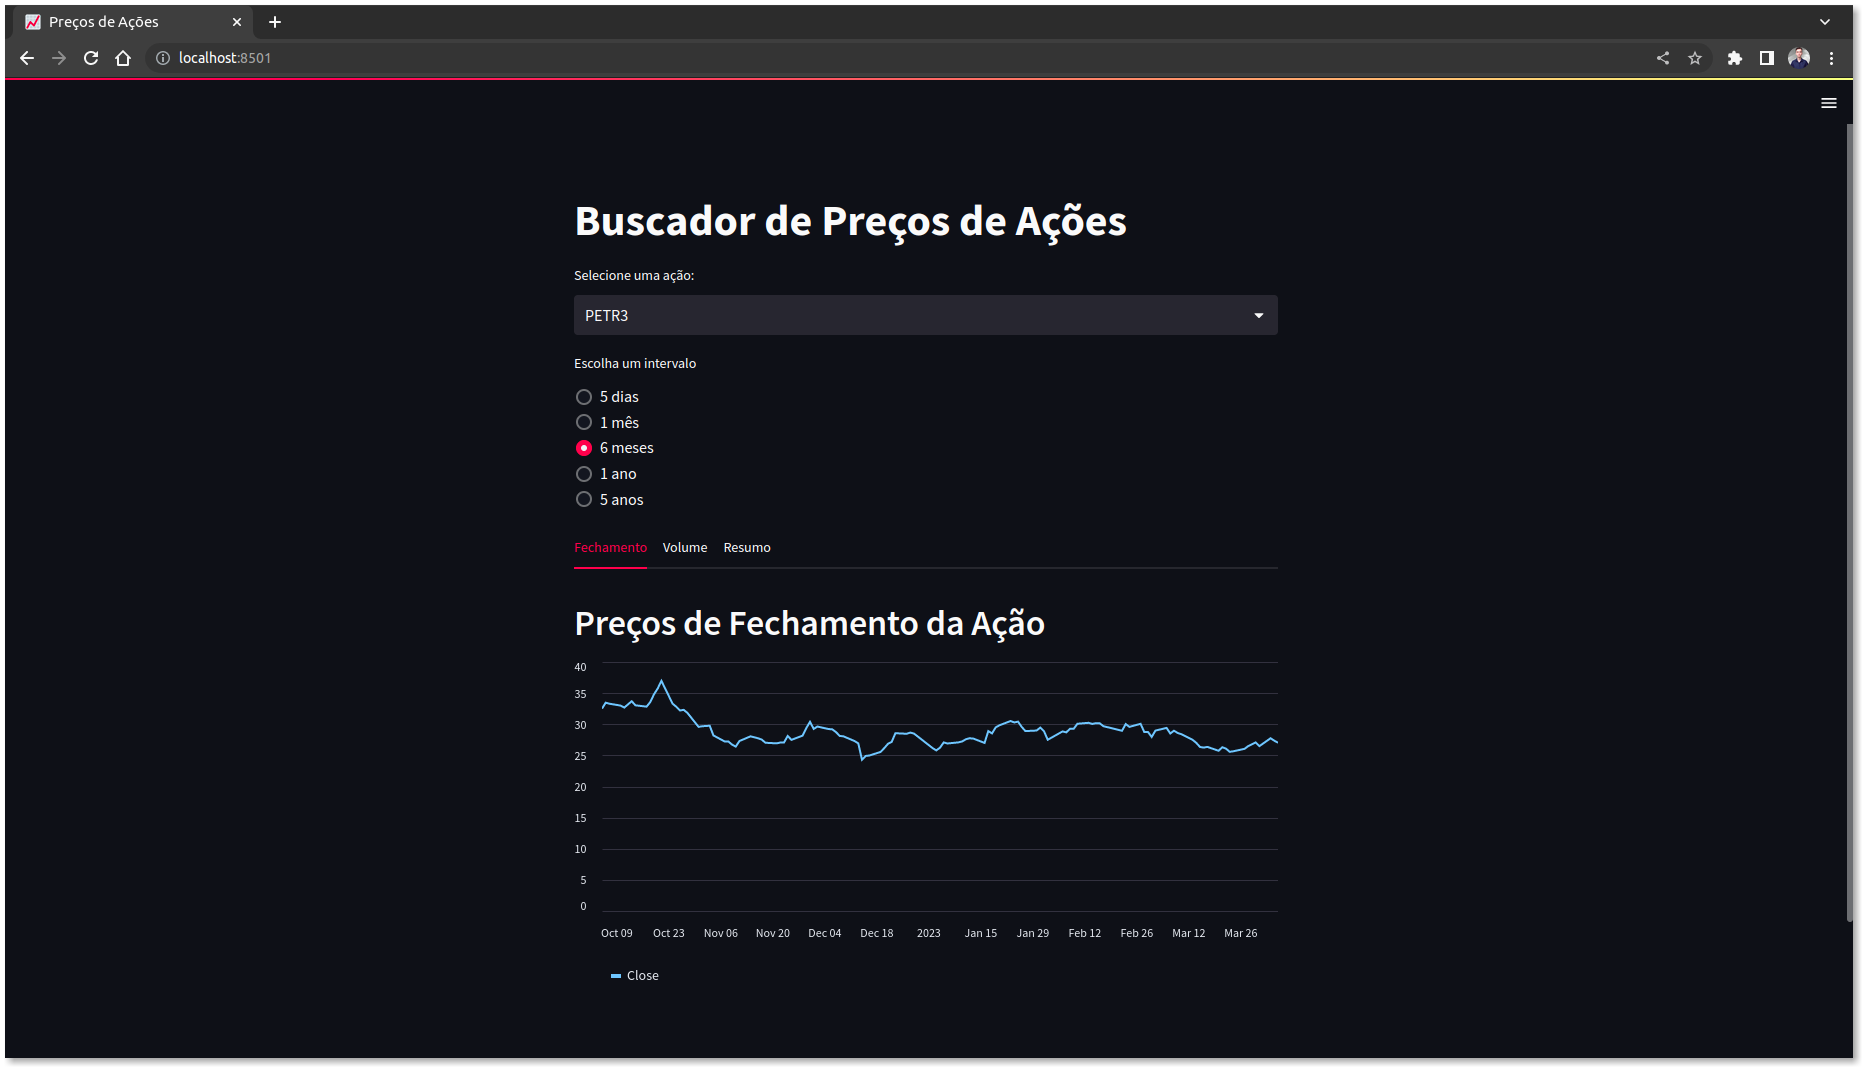 Preços de Ações
localhost:8501
Buscador de Preços de Ações
Selecione uma ação:
PETR3
Escolha um intervalo
5 dias
1 mês
6 meses
1 ano
5 anos
Fechamento Volume Resumo
Preços de Fechamento da Ação
40
35
30
25
20
15
10
5
0
Oct 09 Oct 23 Nov 06 Nov 20 Dec 04 Dec 18 2023 Jan 15 Jan 29 Feb 12 Feb 26 Mar 12 Mar 26
Close